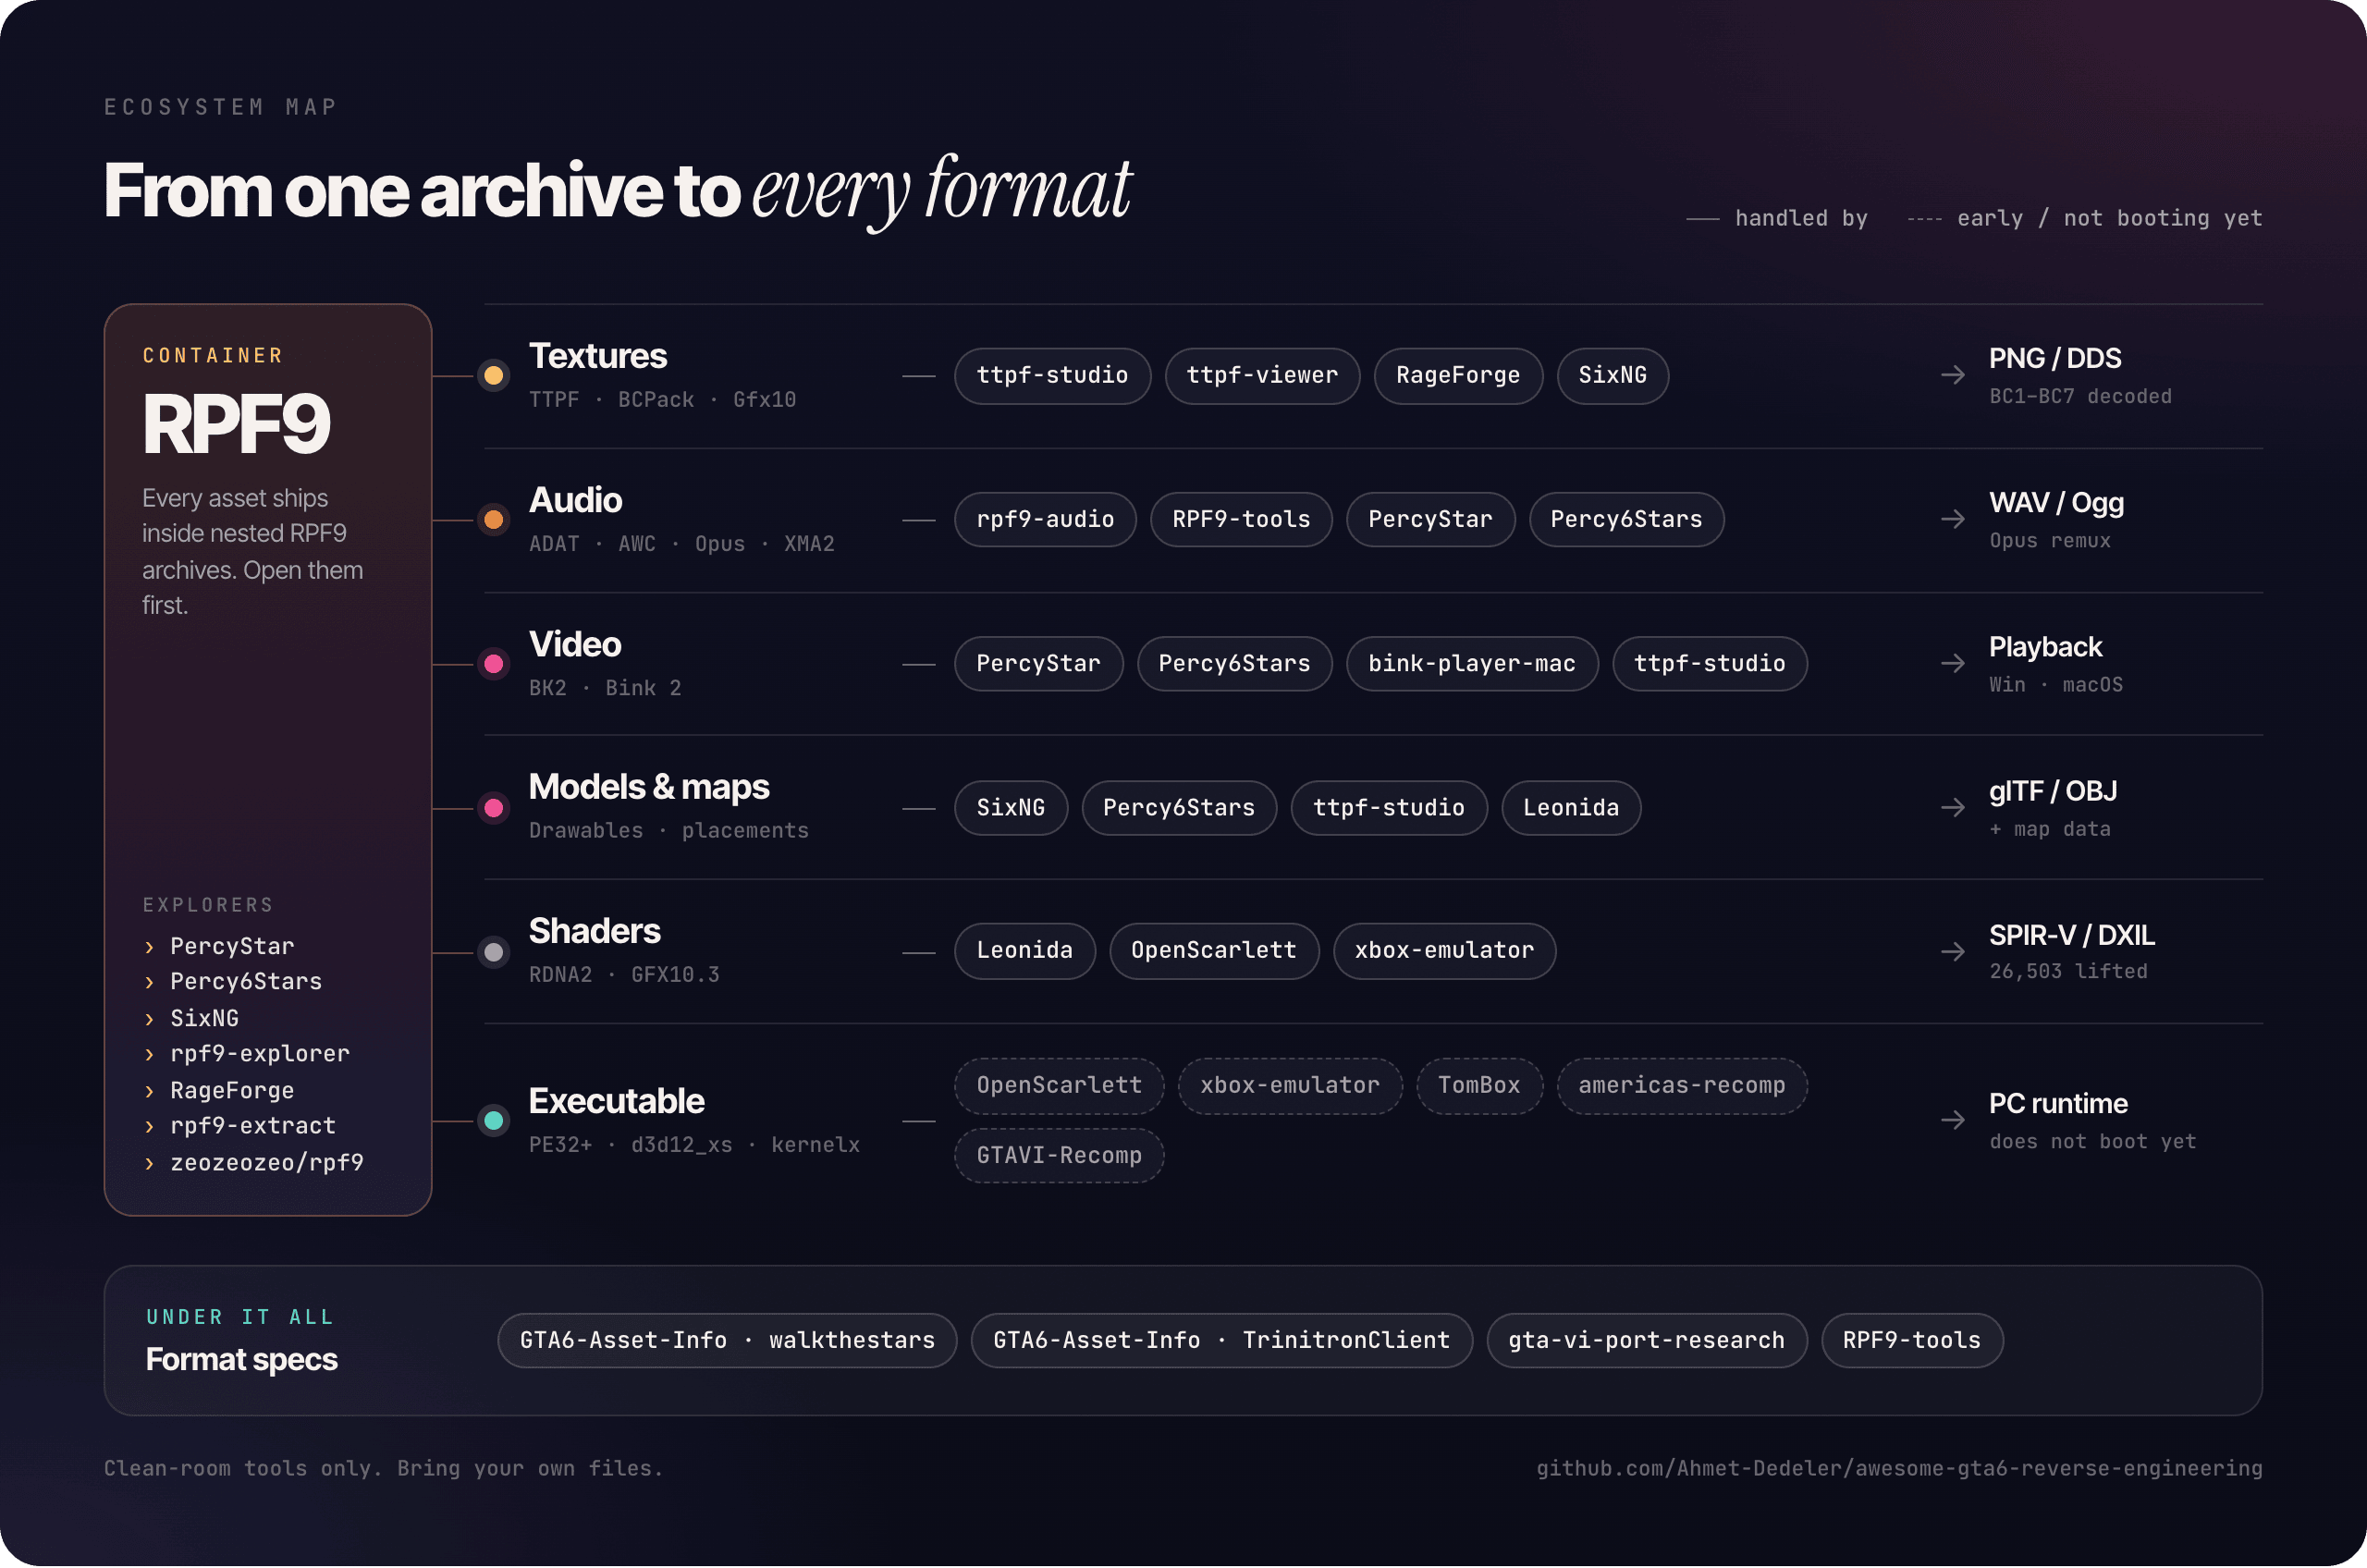 ECOSYSTEM MAP
From one archive to every format
handled by
early / not booting yet
CONTAINER
RPF9
Every asset ships
inside nested RPF9
archives. Open them
first.
EXPLORERS
› PercyStar
› Percy6Stars
› SixNG
› rpf9-explorer
› RageForge
› rpf9-extract
› zeozeozeo/rpf9
Textures
TTPF · BCPack · Gfx10
ttpf-studio
ttpf-viewer
RageForge
SixNG
→ PNG / DDS
BC1–BC7 decoded
Audio
ADAT · AWC · Opus · XMA2
rpf9-audio
RPF9-tools
PercyStar
Percy6Stars
→ WAV / Ogg
Opus remux
Video
BK2 · Bink 2
PercyStar
Percy6Stars
bink-player-mac
ttpf-studio
→ Playback
Win · macOS
Models & maps
Drawables · placements
SixNG
Percy6Stars
ttpf-studio
Leonida
→ glTF / OBJ
+ map data
Shaders
RDNA2 · GFX10.3
Leonida
OpenScarlett
xbox-emulator
→ SPIR-V / DXIL
26,503 lifted
Executable
PE32+ · d3d12_xs · kernelx
OpenScarlett
xbox-emulator
TomBox
americas-recomp
GTAVI-Recomp
→ PC runtime
does not boot yet
UNDER IT ALL
Format specs
GTA6-Asset-Info · walkthestars
GTA6-Asset-Info · TrinitronClient
gta-vi-port-research
RPF9-tools
Clean-room tools only. Bring your own files.
github.com/Ahmet-Dedeler/awesome-gta6-reverse-engineering